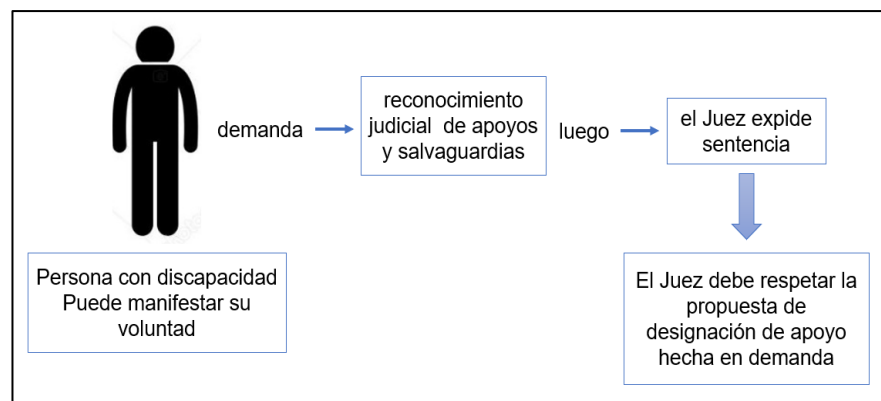 demanda
reconocimiento
judicial de apoyos
y salvaguardias
luego
el Juez expide
sentencia
Persona con discapacidad
Puede manifestar su
voluntad
El Juez debe respetar la
propuesta de
designación de apoyo
hecha en demanda